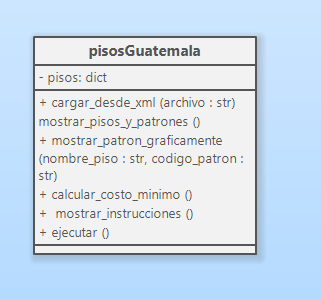 pisosGuatemala
- pisos: dict
+ cargar_desde_xml (archivo : str)
mostrar_pisos_y_patrones ()
+ mostrar_patron_graficamente
(nombre_piso : str, codigo_patron :
str)
+ calcular_costo_minimo ()
+  mostrar_instrucciones ()
+ ejecutar ()